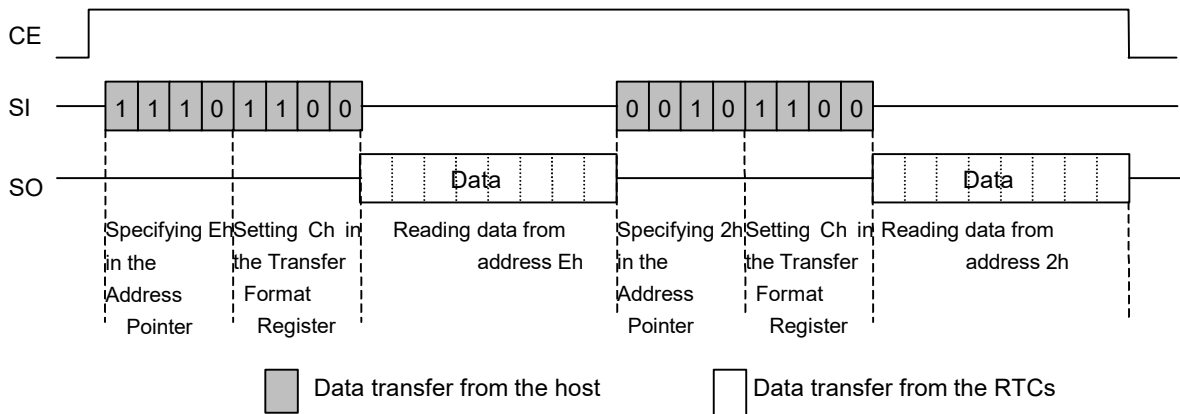 CE
SI 1 1 1 0 1 1 0 0 0 0 1 0 1 1 0 0
SO Data Data
Specifying Eh Setting Ch in Reading data from Specifying 2h Setting Ch in Reading data from
in the the Transfer address Eh in the the Transfer address 2h
Address Format Address Format
Pointer Register Pointer Register
Data transfer from the host Data transfer from the RTCs